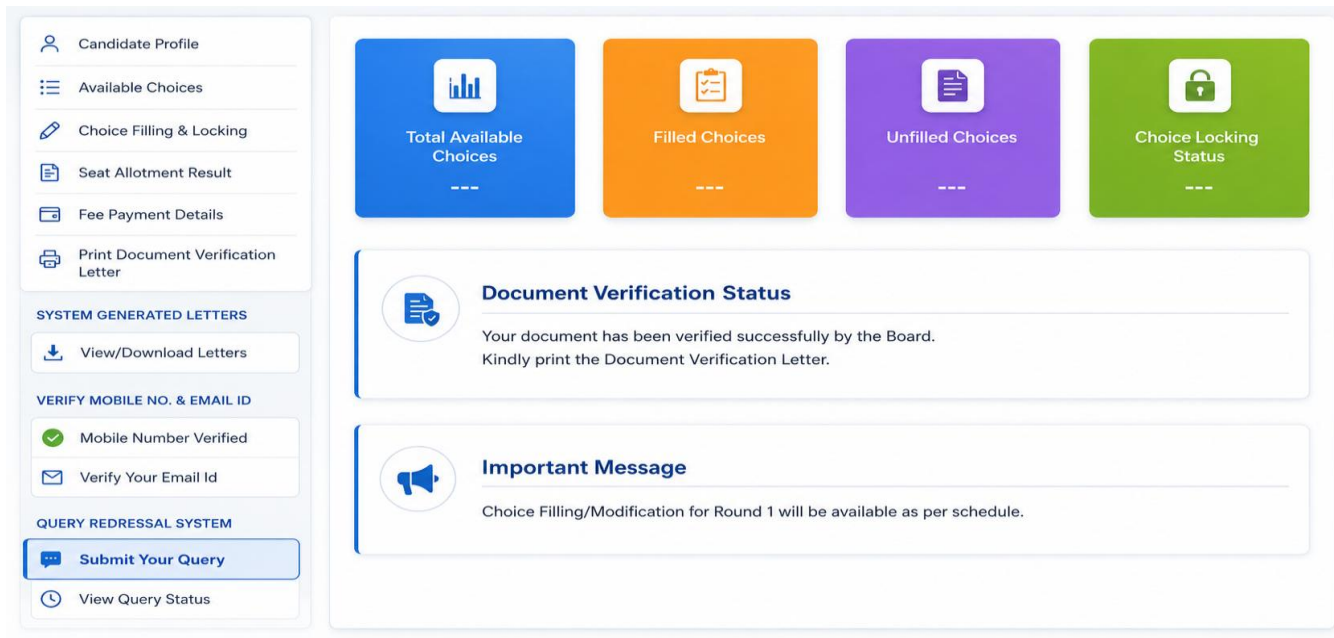 Candidate Profile
Available Choices
Choice Filling & Locking
Seat Allotment Result
Fee Payment Details
Print Document Verification
Letter
SYSTEM GENERATED LETTERS
View/Download Letters
VERIFY MOBILE NO. & EMAIL ID
Mobile Number Verified
Verify Your Email Id
QUERY REDRESSAL SYSTEM
Submit Your Query
View Query Status
Total Available
Choices
---
Filled Choices
---
Unfilled Choices
---
Choice Locking
Status
---
Document Verification Status
Your document has been verified successfully by the Board.
Kindly print the Document Verification Letter.
Important Message
Choice Filling/Modification for Round 1 will be available as per schedule.